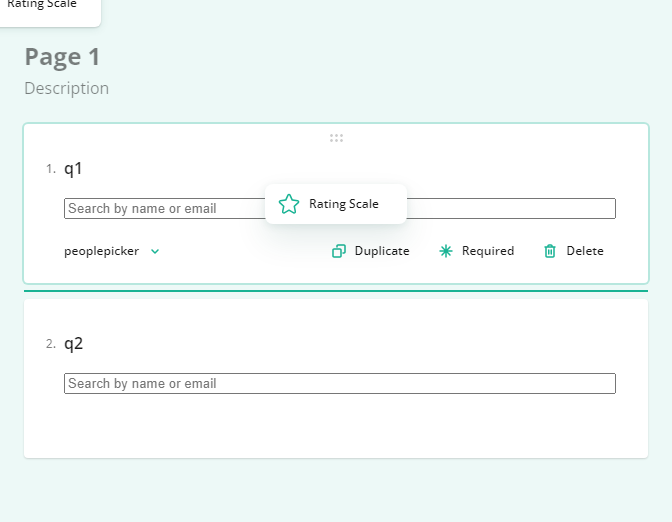 Rating Scale
Page 1
Description
1. q1
Search by name or email
Rating Scale
peoplepicker
Duplicate
Required
Delete
2. q2
Search by name or email